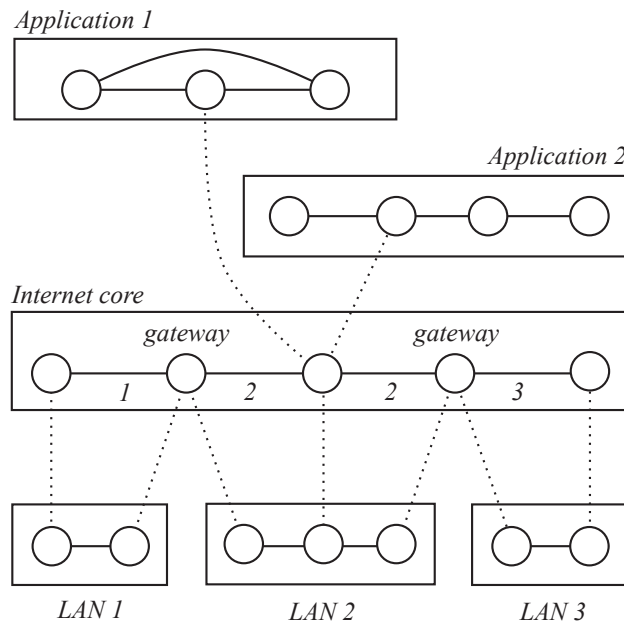 Application 1
Application 2
Internet core
gateway gateway
1 2 2 3
LAN 1 LAN 2 LAN 3